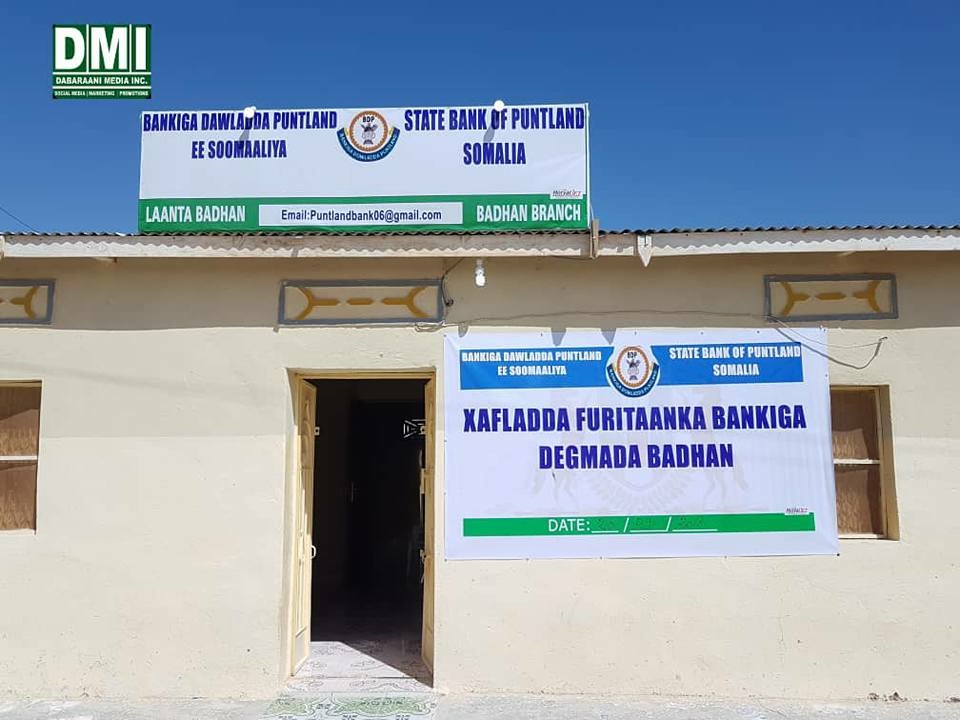 DMI
DABARAANI MEDIA INC.
SOCIAL MEDIA | MARKETING | PROMOTIONS
BANKIGA DAWLADDA PUNTLAND
EE SOOMAALIYA
BDP
STATE BANK OF PUNTLAND
SOMALIA
LAANTA BADHAN
Email:Puntlandbank06@gmail.com
BADHAN BRANCH
BANKIGA DAWLADDA PUNTLAND
EE SOOMAALIYA
BDP
STATE BANK OF PUNTLAND
SOMALIA
XAFLADDA FURITAANKA BANKIGA
DEGMADA BADHAN
DATE: / /